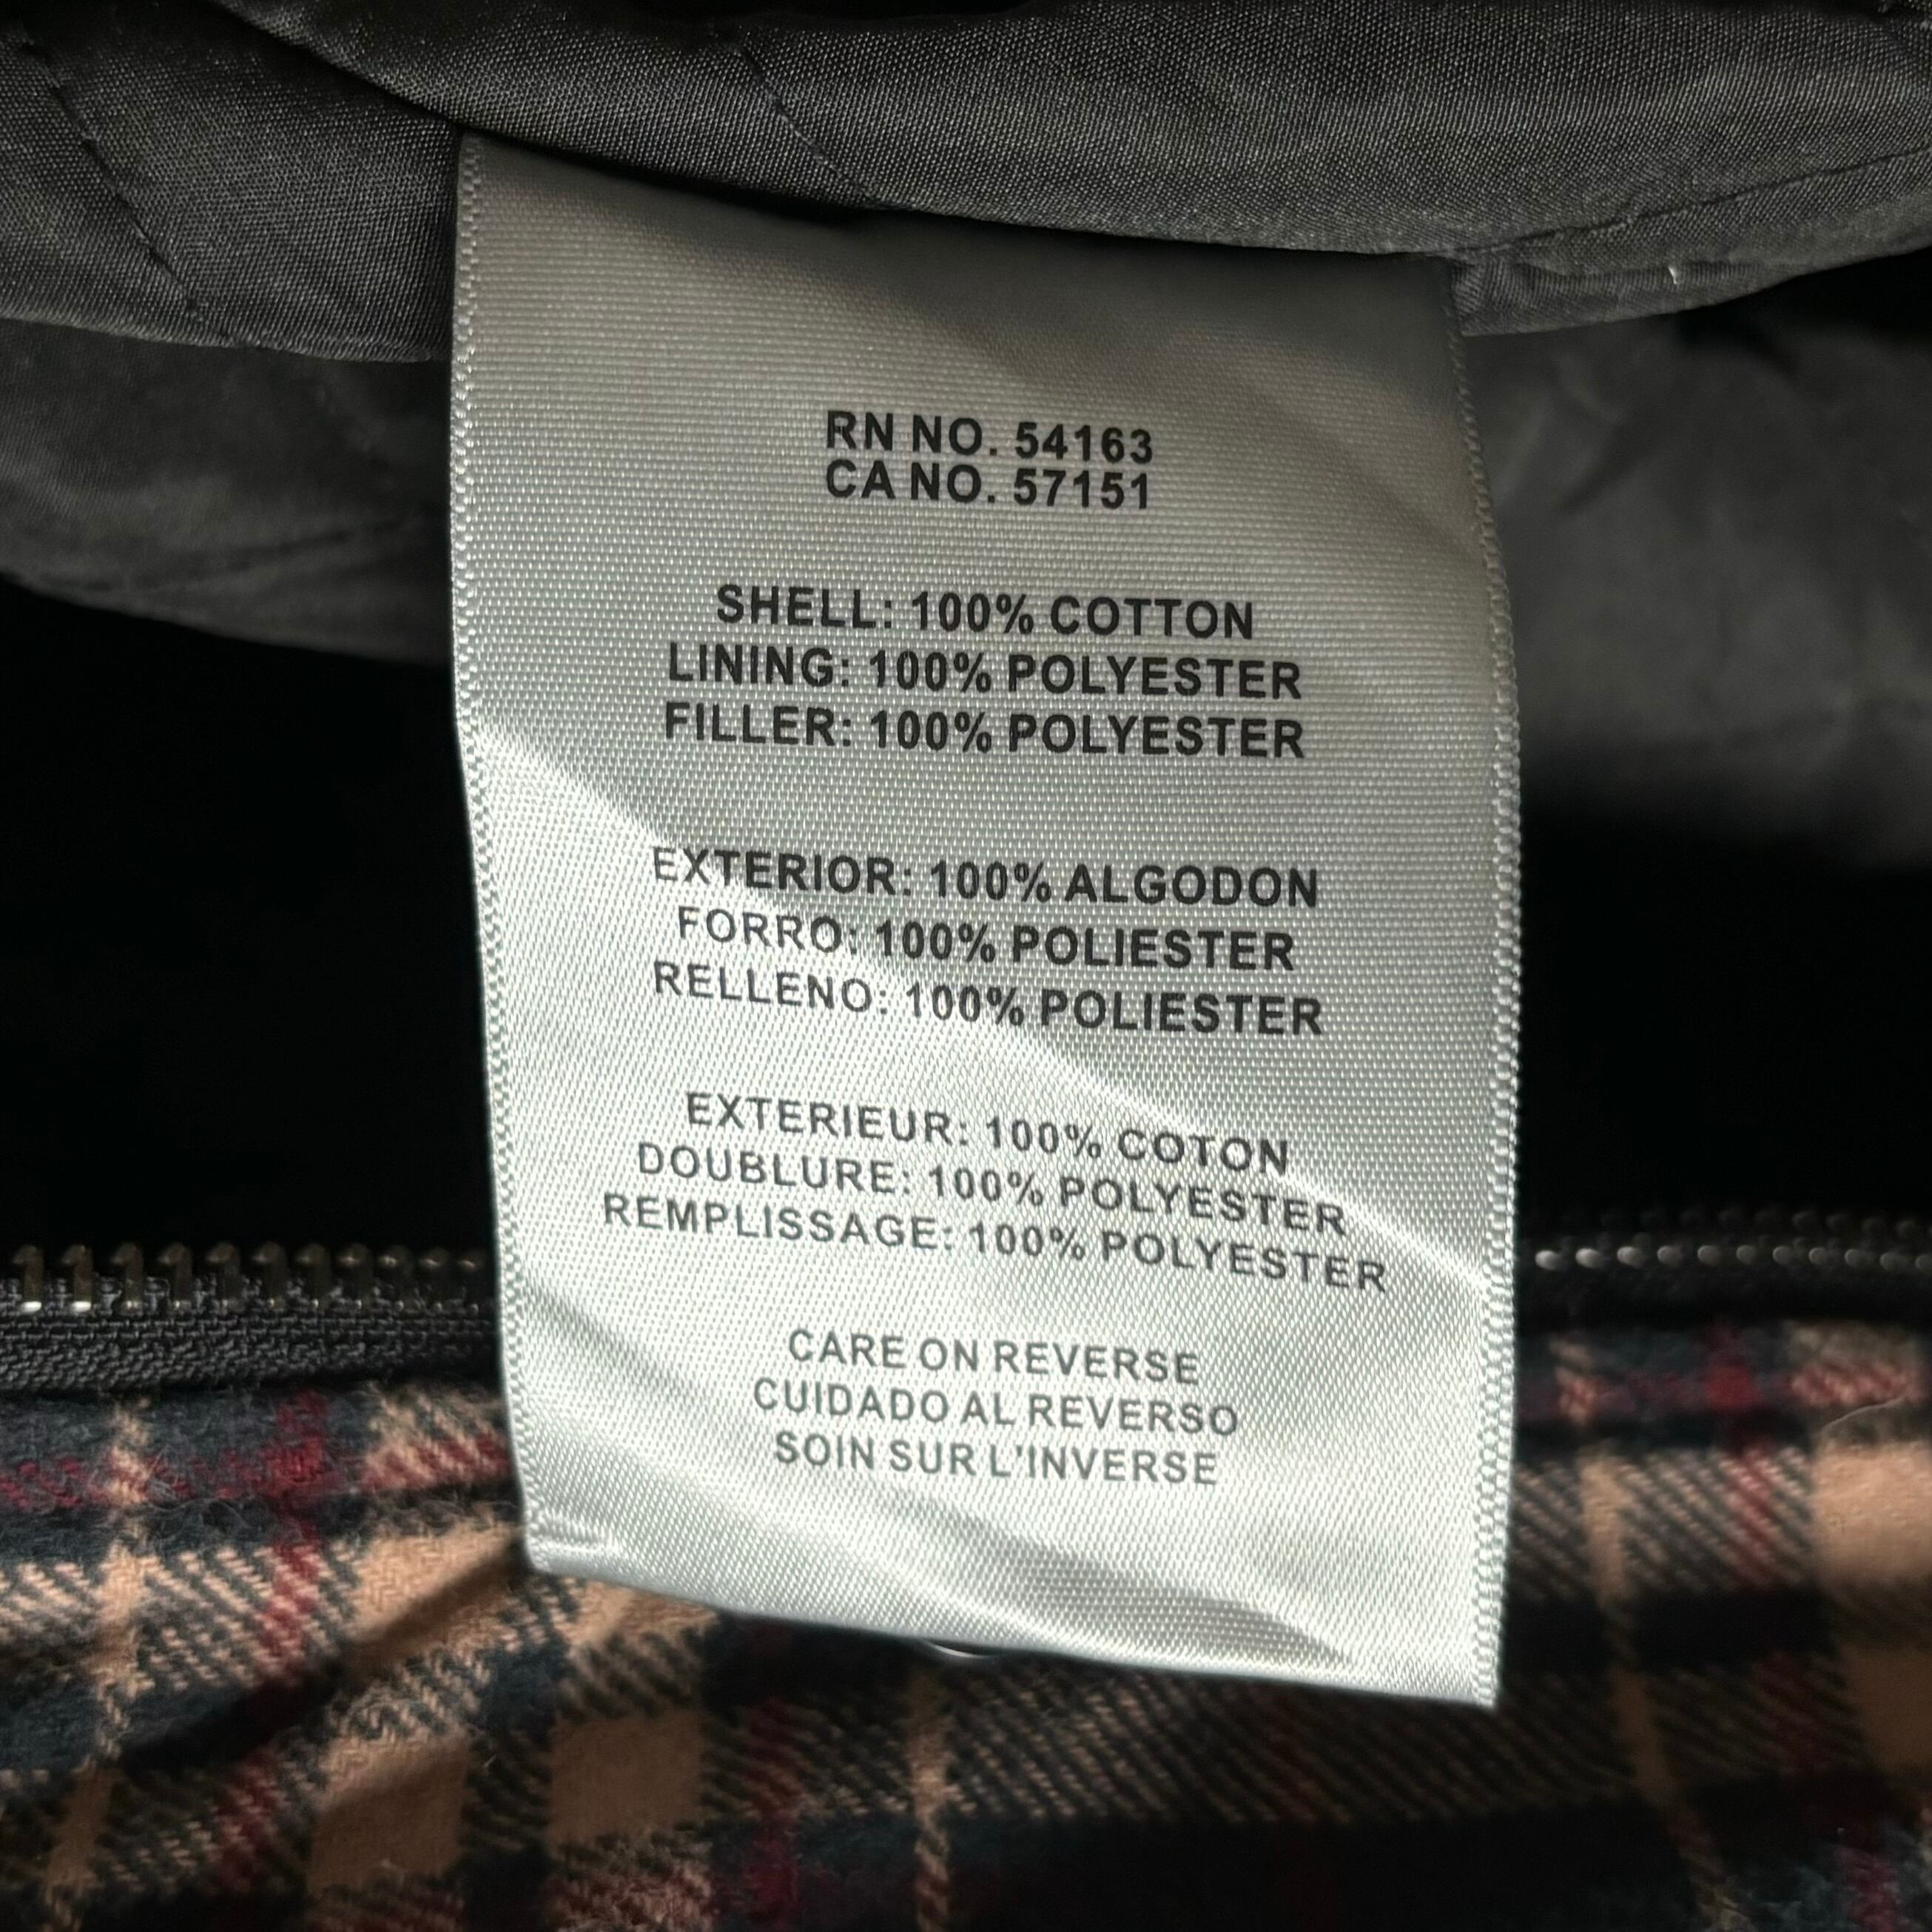 RN NO. 54163
CA NO. 57151
SHELL: 100% COTTON
LINING: 100% POLYESTER
FILLER: 100% POLYESTER
EXTERIOR: 100% ALGODON
FORRO: 100% POLIESTER
RELLENO: 100% POLIESTER
EXTERIEUR: 100% COTON
DOUBLURE: 100% POLYESTER
REMPLISSAGE: 100% POLYESTER
CARE ON REVERSE
CUIDADO AL REVERSO
SOIN SUR L'INVERSE